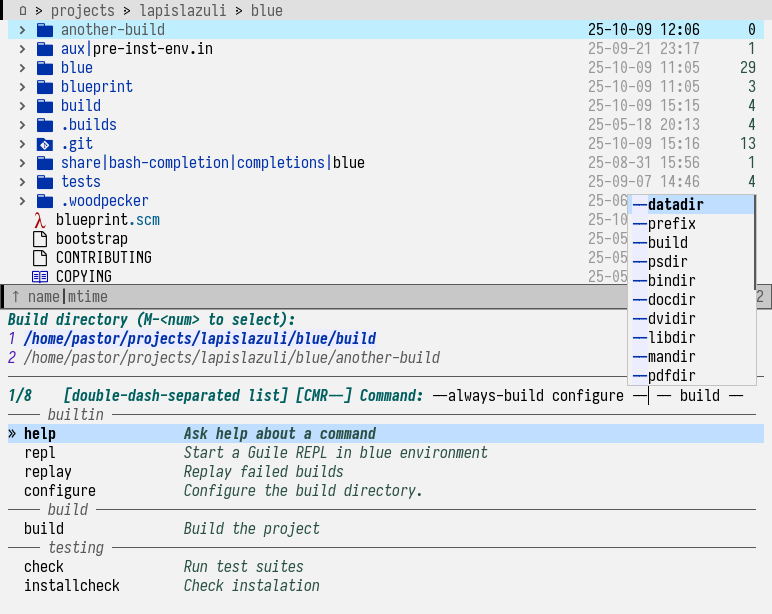 > projects > lapislazuli > blue
> another-build 25-10-09 12:06 0
> aux|pre-inst-env.in 25-09-21 23:17 1
> blue 25-10-09 11:05 29
> blueprint 25-10-09 11:05 3
> build 25-10-09 15:15 4
> .builds 25-05-18 20:13 4
> .git 25-10-09 15:16 13
> share|bash-completion|completions|blue 25-08-31 15:56 1
> tests 25-09-07 14:46 4
> .woodpecker 25-06
λ blueprint.scm 25-10
bootstrap 25-05
CONTRIBUTING 25-05
COPYING 25-05
--datadir
--prefix
--build
--psdir
--bindir
--docdir
--dvidir
--libdir
--mandir
--pdfdir
↑ name|mtime 2
Build directory (M-<num> to select):
1 /home/pastor/projects/lapislazuli/blue/build
2 /home/pastor/projects/lapislazuli/blue/another-build
1/8 [double-dash-separated list] [CMR--] Command: --always-build configure --| -- build --
builtin
» help Ask help about a command
repl Start a Guile REPL in blue environment
replay Replay failed builds
configure Configure the build directory.
build
build Build the project
testing
check Run test suites
installcheck Check instalation